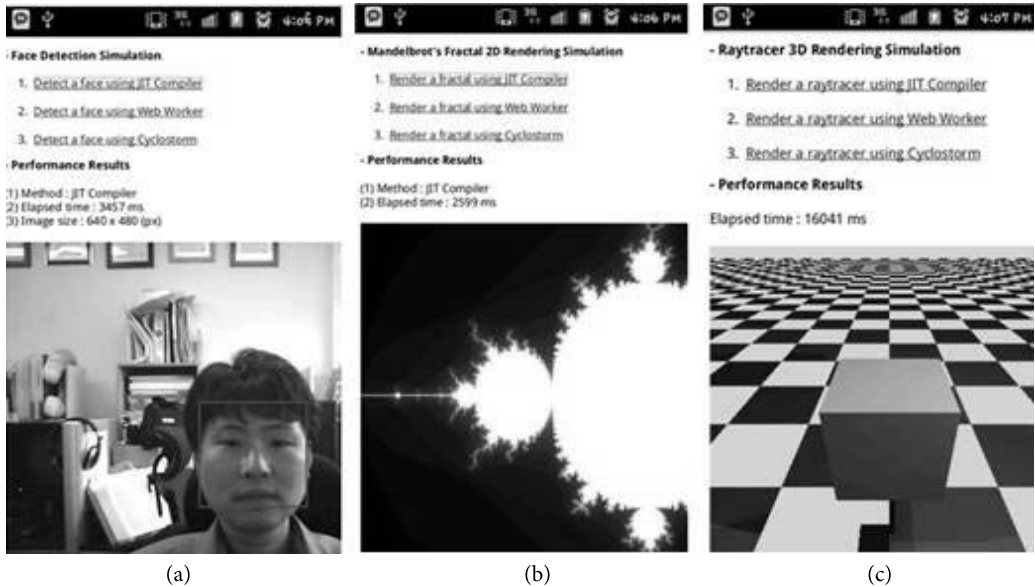 3G 4:06 PM
- Face Detection Simulation
1. Detect a face using JIT Compiler
2. Detect a face using Web Worker
3. Detect a face using Cyclostorm
- Performance Results
(1) Method : JIT Compiler
(2) Elapsed time : 3457 ms
(3) Image size : 640 x 480 (px)
(a)
3G 4:06 PM
- Mandelbrot's Fractal 2D Rendering Simulation
1. Render a fractal using JIT Compiler
2. Render a fractal using Web Worker
3. Render a fractal using Cyclostorm
- Performance Results
(1) Method : JIT Compiler
(2) Elapsed time : 2599 ms
(b)
3G 4:07 PM
- Raytracer 3D Rendering Simulation
1. Render a raytracer using JIT Compiler
2. Render a raytracer using Web Worker
3. Render a raytracer using Cyclostorm
- Performance Results
Elapsed time : 16041 ms
(c)